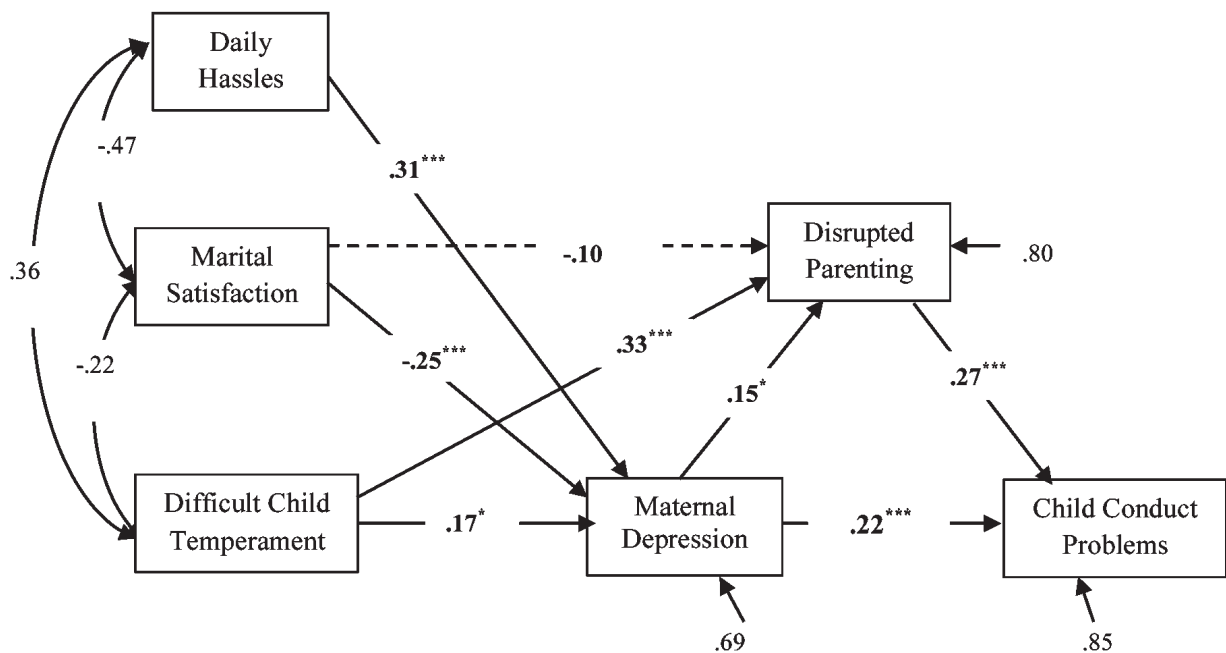 Daily
Hassles
-.47
.31***
Marital
Satisfaction
-.10
Disrupted
Parenting
.80
.36
-.22
-.25***
.33***
.15*
.27***
Difficult Child
Temperament
.17*
Maternal
Depression
.22***
Child Conduct
Problems
.69
.85